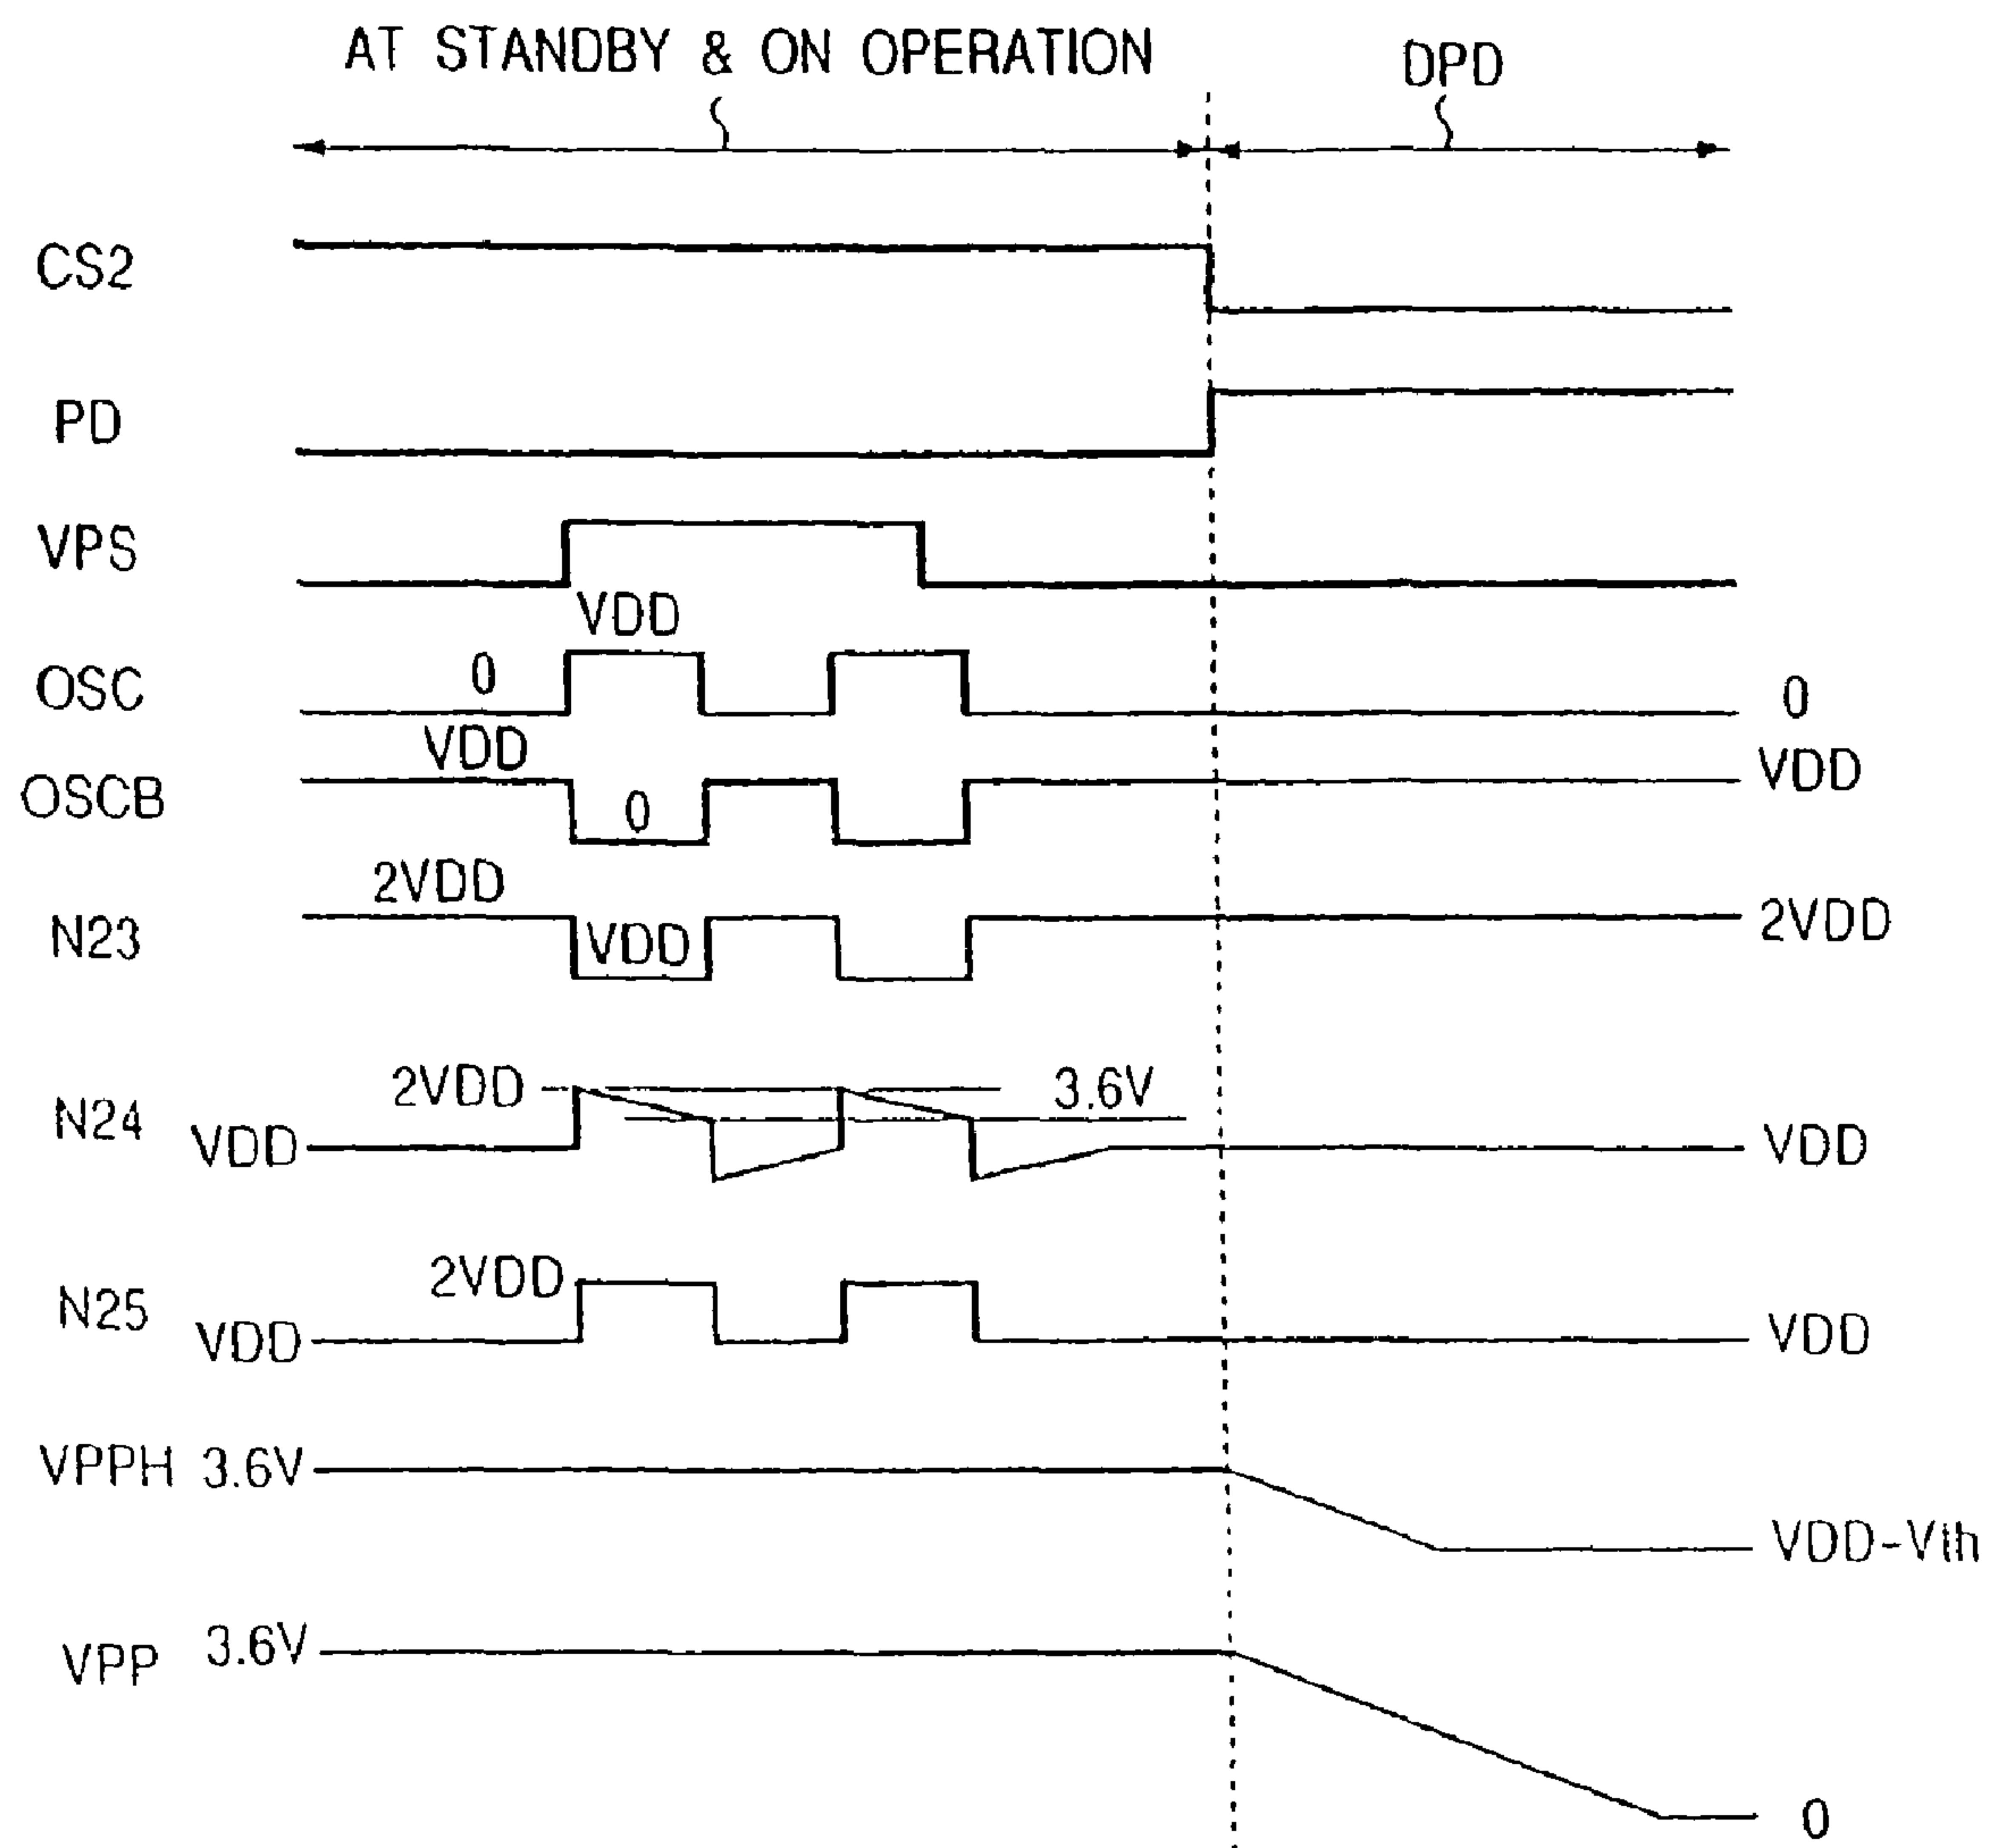 AT STANDBY & ON OPERATION DPD
CS2
PD
VPS
VDD
OSC 0 0
VDD VDD
OSCB 0
2VDD
N23 VDD 2VDD
2VDD 3.6V
N24 VDD VDD
2VDD
N25 VDD VDD
VPPH 3.6V
VDD-Vth
VPP 3.6V
0